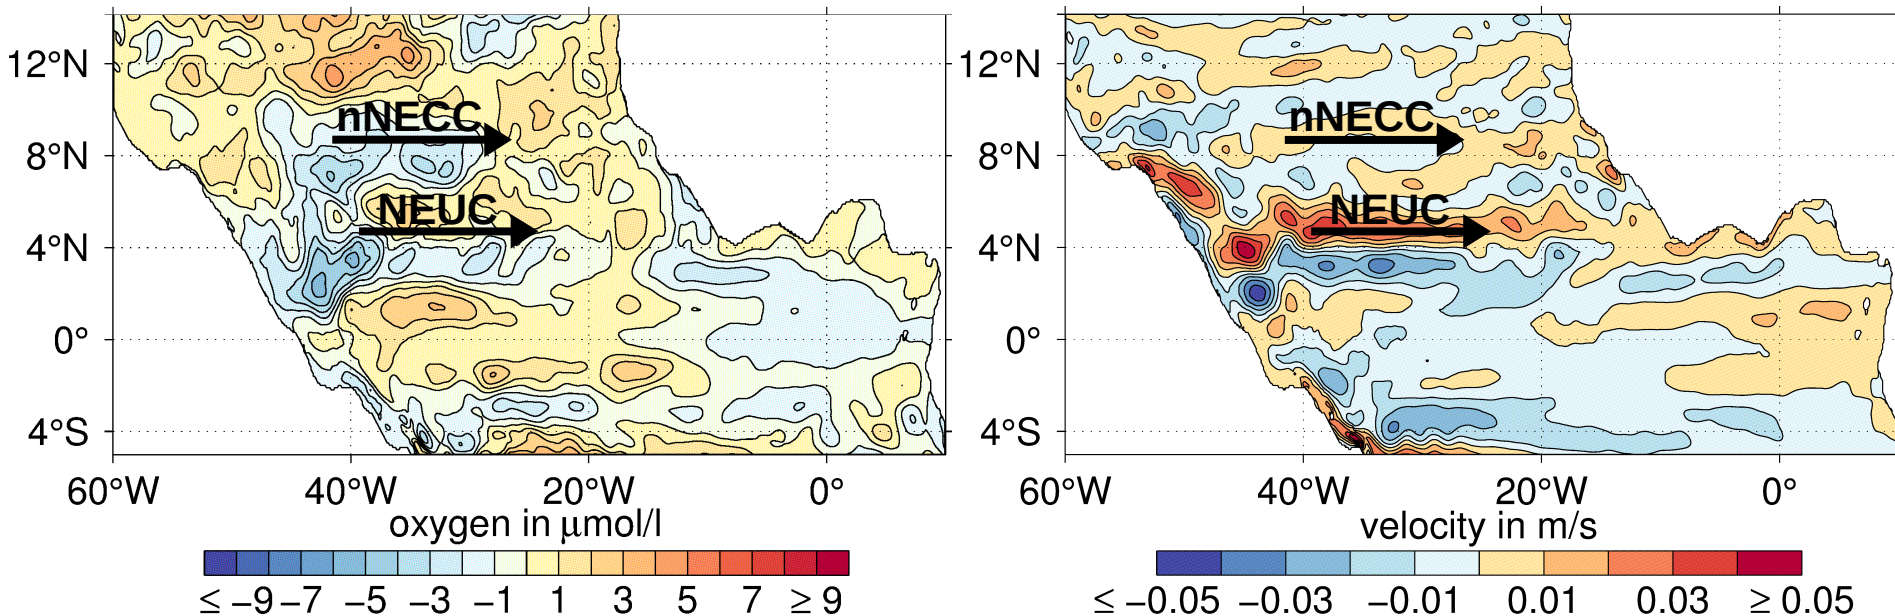 12°N
8°N
4°N
0°
4°S
nNECC
NEUC
60°W 40°W 20°W 0°
oxygen in μmol/l
≤ −9 −7 −5 −3 −1 1 3 5 7 ≥ 9
12°N
8°N
4°N
0°
4°S
nNECC
NEUC
60°W 40°W 20°W 0°
velocity in m/s
≤ −0.05 −0.03 −0.01 0.01 0.03 ≥ 0.05